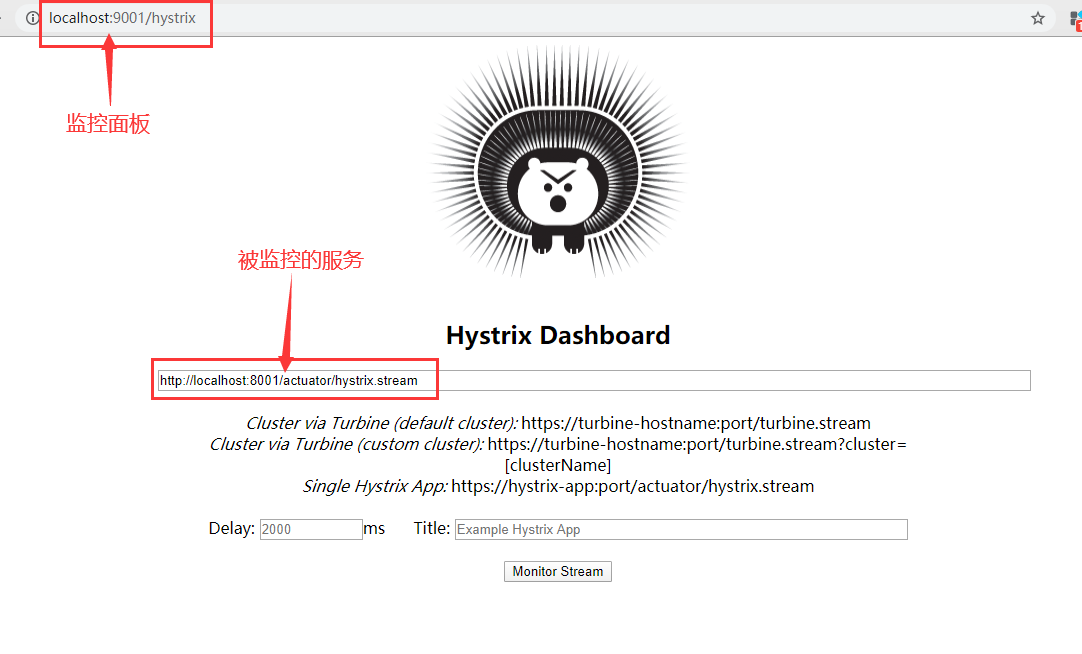 localhost:9001/hystrix
监控面板
被监控的服务
Hystrix Dashboard
http://localhost:8001/actuator/hystrix.stream
Cluster via Turbine (default cluster): https://turbine-hostname:port/turbine.stream
Cluster via Turbine (custom cluster): https://turbine-hostname:port/turbine.stream?cluster=
[clusterName]
Single Hystrix App: https://hystrix-app:port/actuator/hystrix.stream
Delay: 2000 ms Title: Example Hystrix App
Monitor Stream